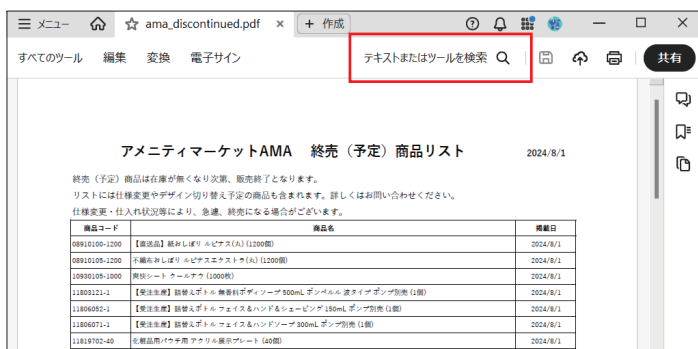 メニュー ama_discontinued.pdf × + 作成
すべてのツール 編集 変換 電子サイン テキストまたはツールを検索 共有
アメニティマーケットAMA 終売（予定）商品リスト 2024/8/1
終売（予定）商品は在庫が無くなり次第、販売終了となります。
リストには仕様変更やデザイン切り替え予定の商品も含まれます。詳しくはお問い合わせください。
仕様変更・仕入れ状況等により、急遽、終売になる場合がございます。
商品コード 商品名 掲載日
08910100-1200 【直送品】紙おしぼり ルピナス(丸) (1200個) 2024/8/1
08910105-1200 不織布おしぼり ルピナスエクストラ(丸) (1200個) 2024/8/1
10930105-1000 爽快シート クールナウ (1000枚) 2024/8/1
11803121-1 【受注生産】詰替えボトル 無香料ボディソープ 500mL ボンベルル 波タイプ ポンプ別売 (1個) 2024/8/1
11806052-1 【受注生産】詰替えボトル フェイス＆ハンド＆シェービング 150mL ポンプ別売 (1個) 2024/8/1
11806071-1 【受注生産】詰替えボトル フェイス＆ハンドソープ 300mL ポンプ別売 (1個) 2024/8/1
11819702-40 化粧品用パウチ用 アクリル展示プレート (40個) 2024/8/1